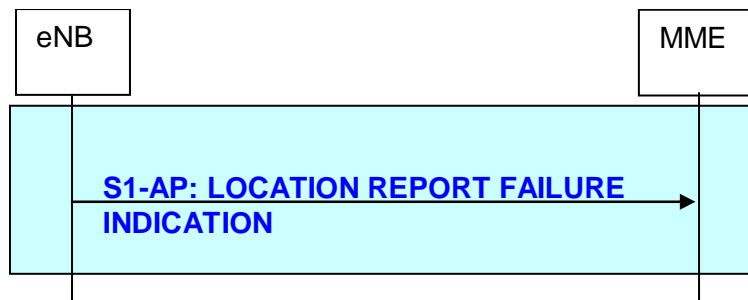 eNB
MME
S1-AP: LOCATION REPORT FAILURE
INDICATION